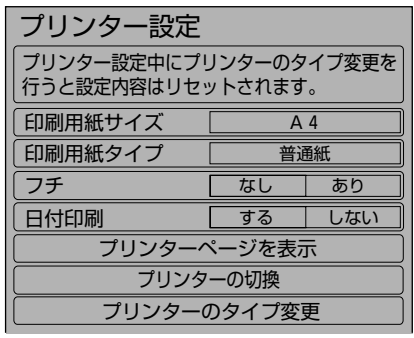 プリンター設定
プリンター設定中にプリンターのタイプ変更を
行うと設定内容はリセットされます。
印刷用紙サイズ A 4
印刷用紙タイプ 普通紙
フチ なし あり
日付印刷 する しない
プリンターページを表示
プリンターの切換
プリンターのタイプ変更